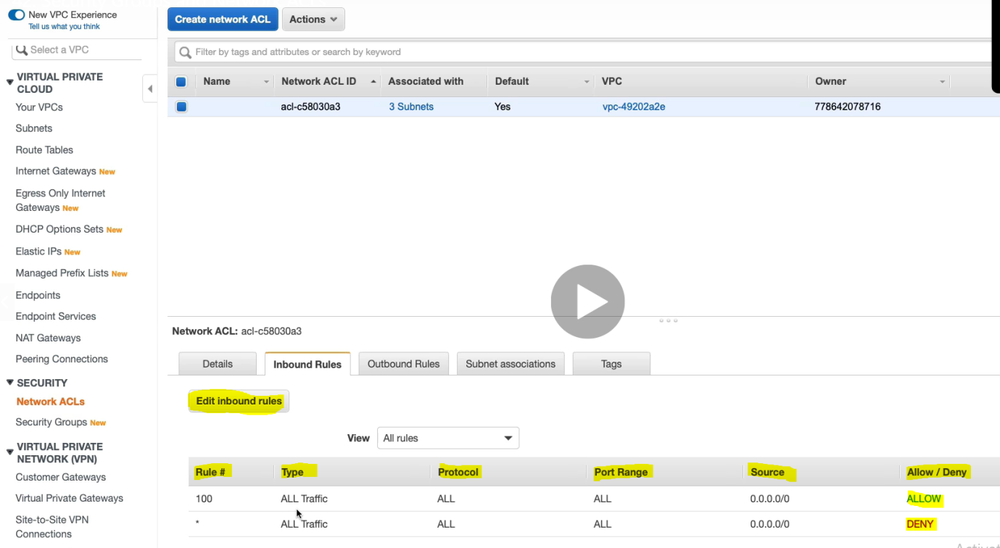 New VPC Experience
Tell us what you think
Select a VPC
VIRTUAL PRIVATE
CLOUD
Your VPCs
Subnets
Route Tables
Internet Gateways New
Egress Only Internet
Gateways New
DHCP Options Sets New
Elastic IPs New
Managed Prefix Lists New
Endpoints
Endpoint Services
NAT Gateways
Peering Connections
SECURITY
Network ACLs
Security Groups New
VIRTUAL PRIVATE
NETWORK (VPN)
Customer Gateways
Virtual Private Gateways
Site-to-Site VPN
Connections
Create network ACL Actions
Filter by tags and attributes or search by keyword
Name Network ACL ID Associated with Default VPC Owner
acl-c58030a3 3 Subnets Yes vpc-49202a2e 778642078716
Network ACL: acl-c58030a3
Details Inbound Rules Outbound Rules Subnet associations Tags
Edit inbound rules
View All rules
Rule # Type Protocol Port Range Source Allow / Deny
100 ALL Traffic ALL ALL 0.0.0.0/0 ALLOW
* ALL Traffic ALL ALL 0.0.0.0/0 DENY